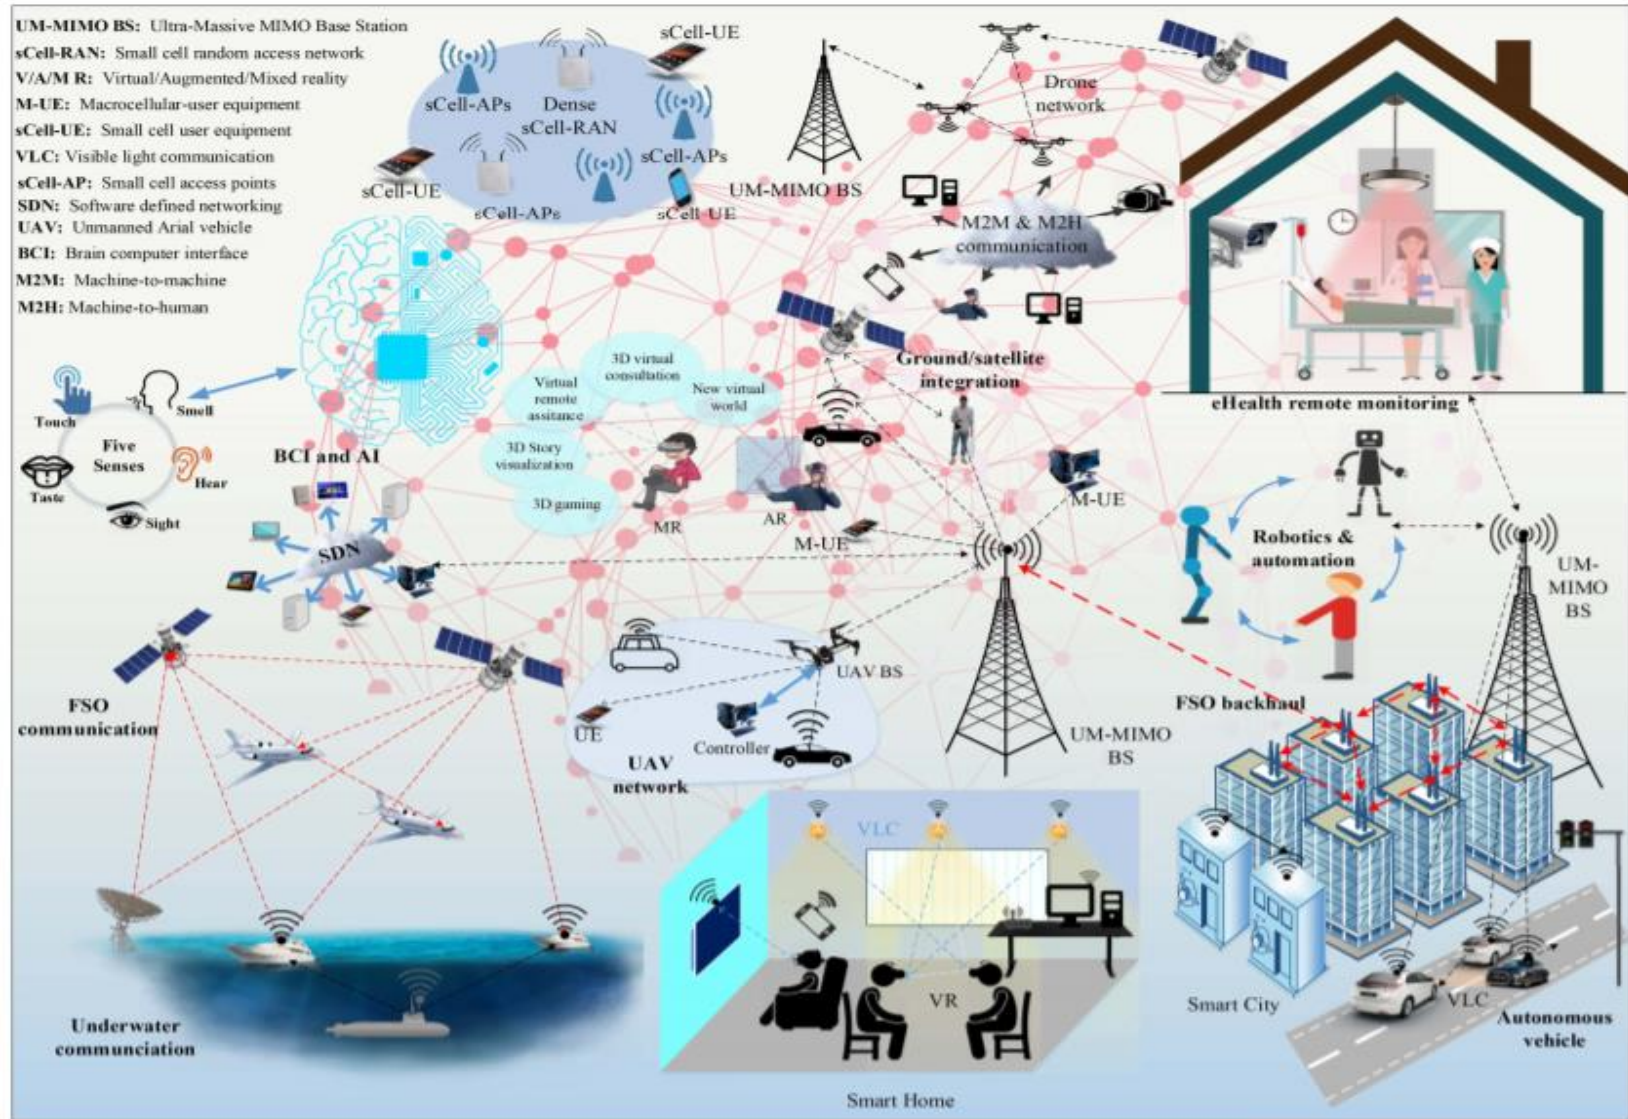 UM-MIMO BS: Ultra-Massive MIMO Base Station
sCell-RAN: Small cell random access network
V/A/M R: Virtual/Augmented/Mixed reality
M-UE: Macrocellular-user equipment
sCell-UE: Small cell user equipment
VLC: Visible light communication
sCell-AP: Small cell access points
SDN: Software defined networking
UAV: Unmanned Arial vehicle
BCI: Brain computer interface
M2M: Machine-to-machine
M2H: Machine-to-human
sCell-UE
sCell-APs
Dense
sCell-RAN
sCell-APs
sCell-UE
sCell-APs
sCell-UE
UM-MIMO BS
Drone
network
M2M & M2H
communication
eHealth remote monitoring
Ground/satellite
integration
3D virtual
consultation
Virtual
remote
assitance
New virtual
world
3D Story
visualization
3D gaming
MR
AR
M-UE
M-UE
Touch
Smell
Five
Senses
Taste
Hear
Sight
BCI and AI
SDN
Robotics &
automation
UM-
MIMO
BS
FSO
communication
UAV BS
UE
Controller
UAV
network
UM-MIMO
BS
FSO backhaul
VLC
VR
Smart Home
Underwater
communciation
Smart City
VLC
Autonomous
vehicle